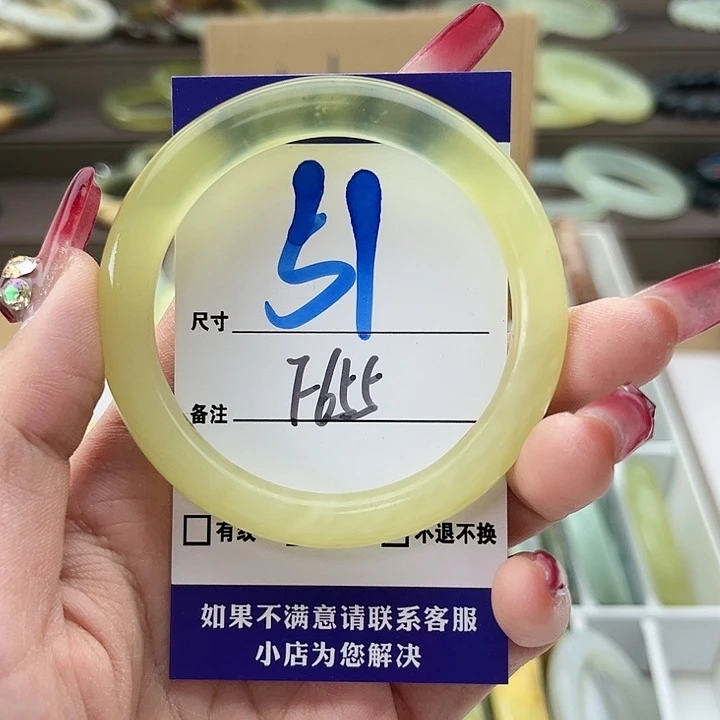 51
尺寸
F-655
备注
□有纹 不退不换
如果不满意请联系客服
小店为您解决